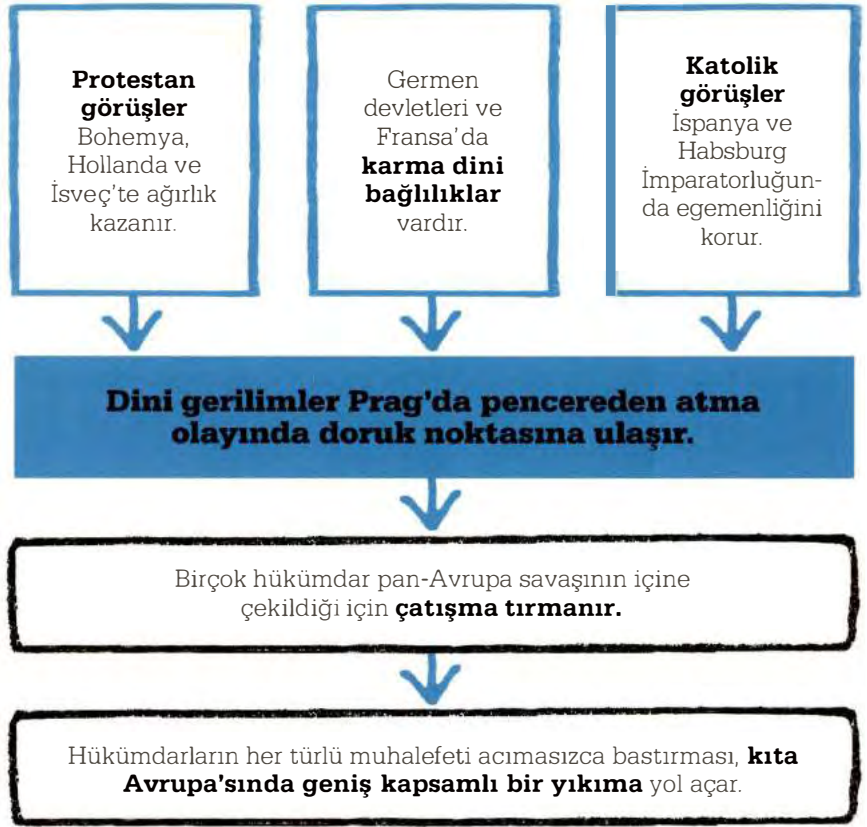 Protestan
görüşler
Bohemya,
Hollanda ve
İsveç'te ağırlık
kazanır.
Germen
devletleri ve
Fransa'da
karma dini
bağlılıklar
vardır.
Katolik
görüşler
İspanya ve
Habsburg
İmparatorluğun-
da egemenliğini
korur.
Dini gerilimler Prag'da pencereden atma
olayında doruk noktasına ulaşır.
Birçok hükümdar pan-Avrupa savaşının içine
çekildiği için çatışma tırmanır.
Hükümdarların her türlü muhalefeti acımasızca bastırması, kıta
Avrupa'sında geniş kapsamlı bir yıkıma yol açar.